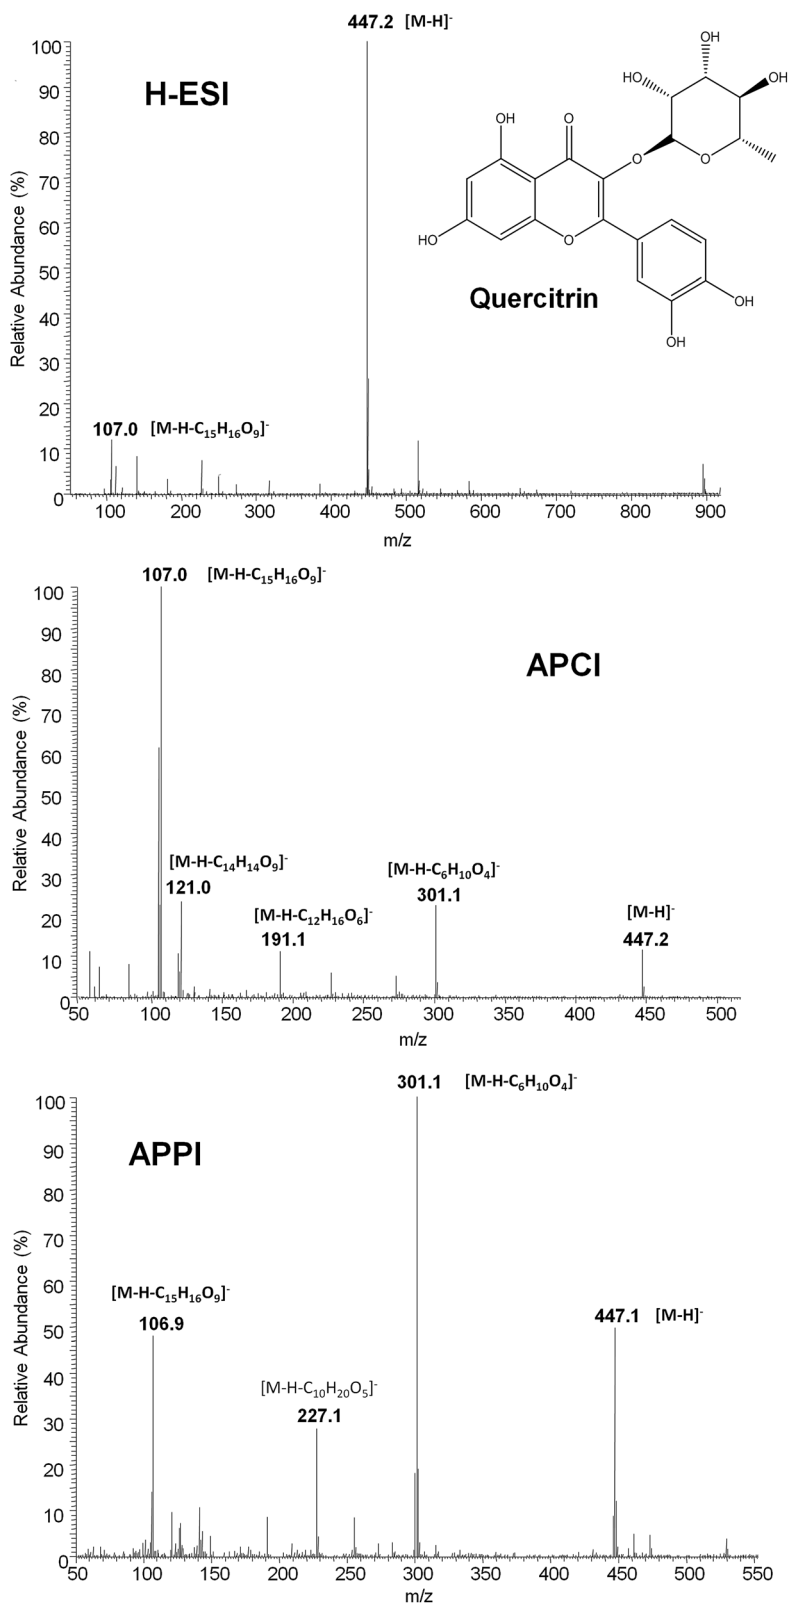 447.2 [M-H]-
H-ESI
Relative Abundance (%)
100
90
80
70
60
50
40
30
20
10
0
OH
O
HO
O
OH
HO
OH
O
O
OH
OH
Quercitrin
107.0 [M-H-C15H16O9]-
100 200 300 400 500 600 700 800 900
m/z
107.0 [M-H-C15H16O9]-
APCI
Relative Abundance (%)
100
90
80
70
60
50
40
30
20
10
0
[M-H-C14H14O9]-
121.0
[M-H-C12H16O6]-
191.1
[M-H-C6H10O4]-
301.1
[M-H]-
447.2
50 100 150 200 250 300 350 400 450 500
m/z
301.1 [M-H-C6H10O4]-
APPI
Relative Abundance (%)
100
90
80
70
60
50
40
30
20
10
0
[M-H-C15H16O9]-
106.9
[M-H-C10H20O5]-
227.1
447.1 [M-H]-
50 100 150 200 250 300 350 400 450 500 550
m/z